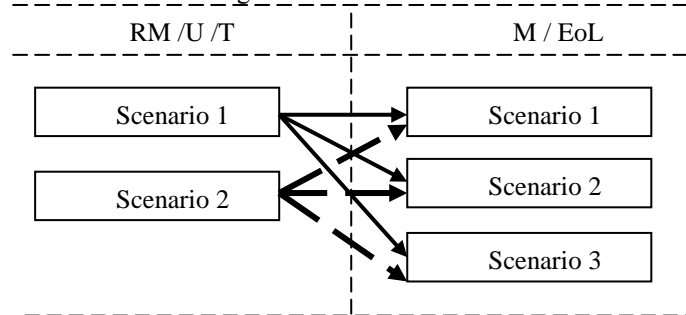 RM /U /T M / EoL
Scenario 1 Scenario 1
Scenario 2 Scenario 2
Scenario 3